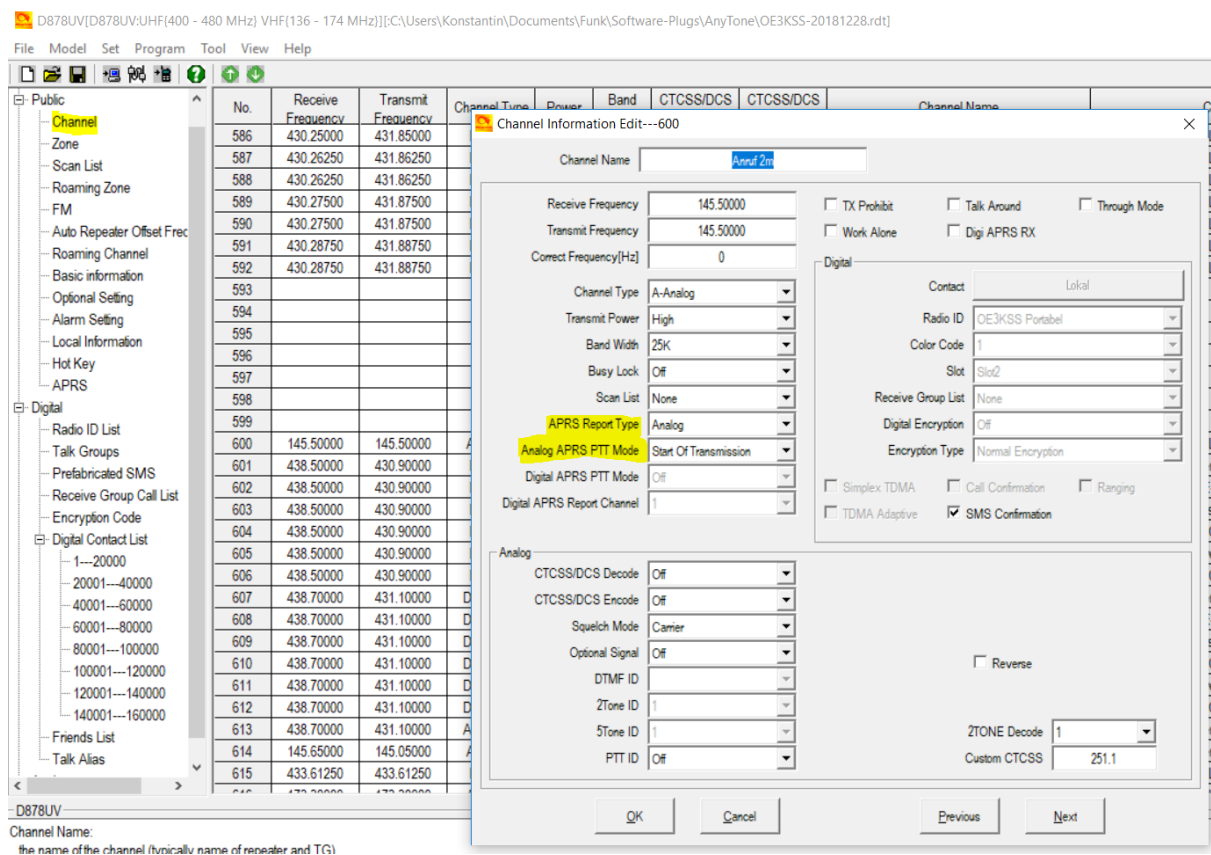 D878UV[D878UV:UHF{400 - 480 MHz} VHF{136 - 174 MHz}][:C:\Users\Konstantin\Documents\Funk\Software-Plugs\AnyTone\OE3KSS-20181228.rdt]
File Model Set Program Tool View Help
Public
Channel
Zone
Scan List
Roaming Zone
FM
Auto Repeater Offset Frec
Roaming Channel
Basic information
Optional Setting
Alarm Setting
Local Information
Hot Key
APRS
Digital
Radio ID List
Talk Groups
Prefabricated SMS
Receive Group Call List
Encryption Code
Digital Contact List
1---20000
20001---40000
40001---60000
60001---80000
80001---100000
100001---120000
120001---140000
140001---160000
Friends List
Talk Alias
No. Receive Frequency Transmit Frequency Channel Type Power Band CTCSS/DCS CTCSS/DCS Channel Name
586 430.25000 431.85000
587 430.26250 431.86250
588 430.26250 431.86250
589 430.27500 431.87500
590 430.27500 431.87500
591 430.28750 431.88750
592 430.28750 431.88750
593
594
595
596
597
598
599
600 145.50000 145.50000 A
601 438.50000 430.90000
602 438.50000 430.90000
603 438.50000 430.90000
604 438.50000 430.90000
605 438.50000 430.90000
606 438.50000 430.90000
607 438.70000 431.10000 D
608 438.70000 431.10000 D
609 438.70000 431.10000 D
610 438.70000 431.10000 D
611 438.70000 431.10000 D
612 438.70000 431.10000 D
613 438.70000 431.10000 A
614 145.65000 145.05000 A
615 433.61250 433.61250
Channel Information Edit---600
Channel Name Anruf 2m
Receive Frequency 145.50000
Transmit Frequency 145.50000
Correct Frequency[Hz] 0
Channel Type A-Analog
Transmit Power High
Band Width 25K
Busy Lock Off
Scan List None
APRS Report Type Analog
Analog APRS PTT Mode Start Of Transmission
Digital APRS PTT Mode Off
Digital APRS Report Channel 1
TX Prohibit Talk Around Through Mode
Work Alone Digi APRS RX
Digital
Contact Lokal
Radio ID OE3KSS Portabel
Color Code 1
Slot Slot2
Receive Group List None
Digital Encryption Off
Encryption Type Normal Encryption
Simplex TDMA Call Confirmation Ranging
TDMA Adaptive SMS Confirmation
Analog
CTCSS/DCS Decode Off
CTCSS/DCS Encode Off
Squelch Mode Carrier
Optional Signal Off
DTMF ID
2Tone ID 1
5Tone ID 1
PTT ID Off
Reverse
2TONE Decode 1
Custom CTCSS 251.1
OK Cancel Previous Next
D878UV
Channel Name:
the name of the channel (typically name of repeater and TG)